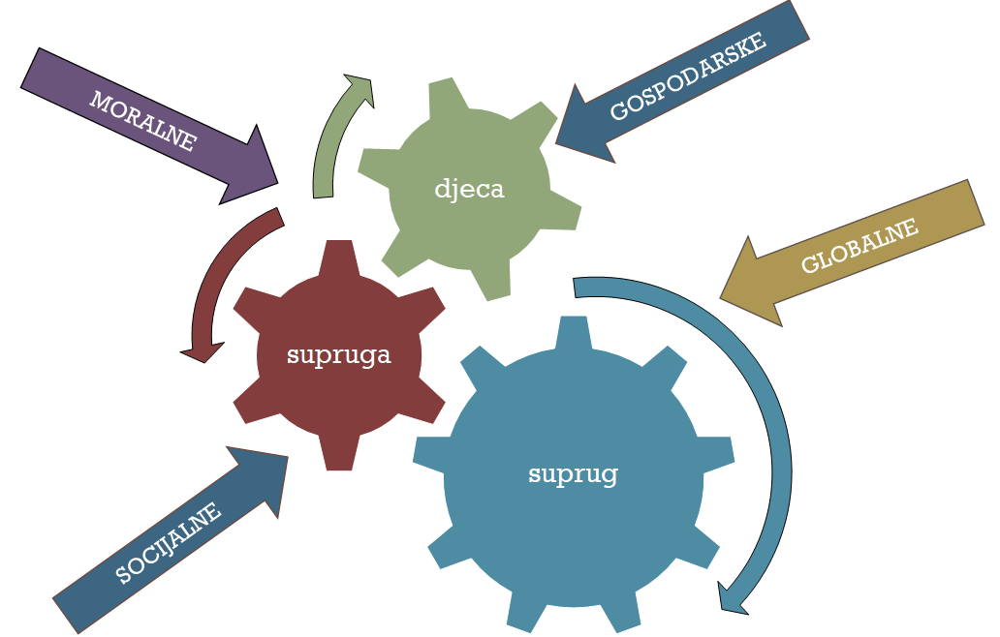 MORALNE
GOSPODARSKE
djeca
GLOBALNE
supruga
suprug
SOCIJALNE